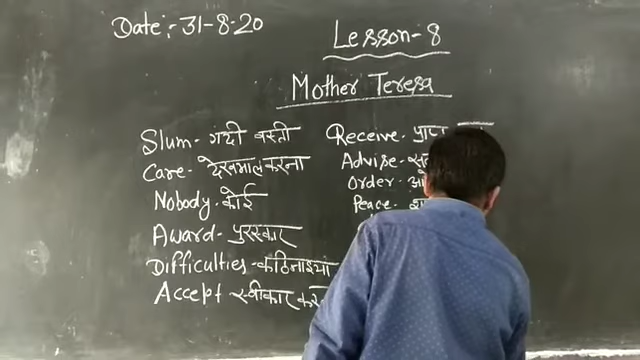 Date:- 31-8-20
Lesson-8
Mother Teresa
Slum- गन्दी बस्ती
Care- देखभाल करना
Nobody- कोई
Award- पुरस्कार
Difficulties- कठिनाइयां
Accept स्वीकार
Receive-
Advise-
Order-
Peace-